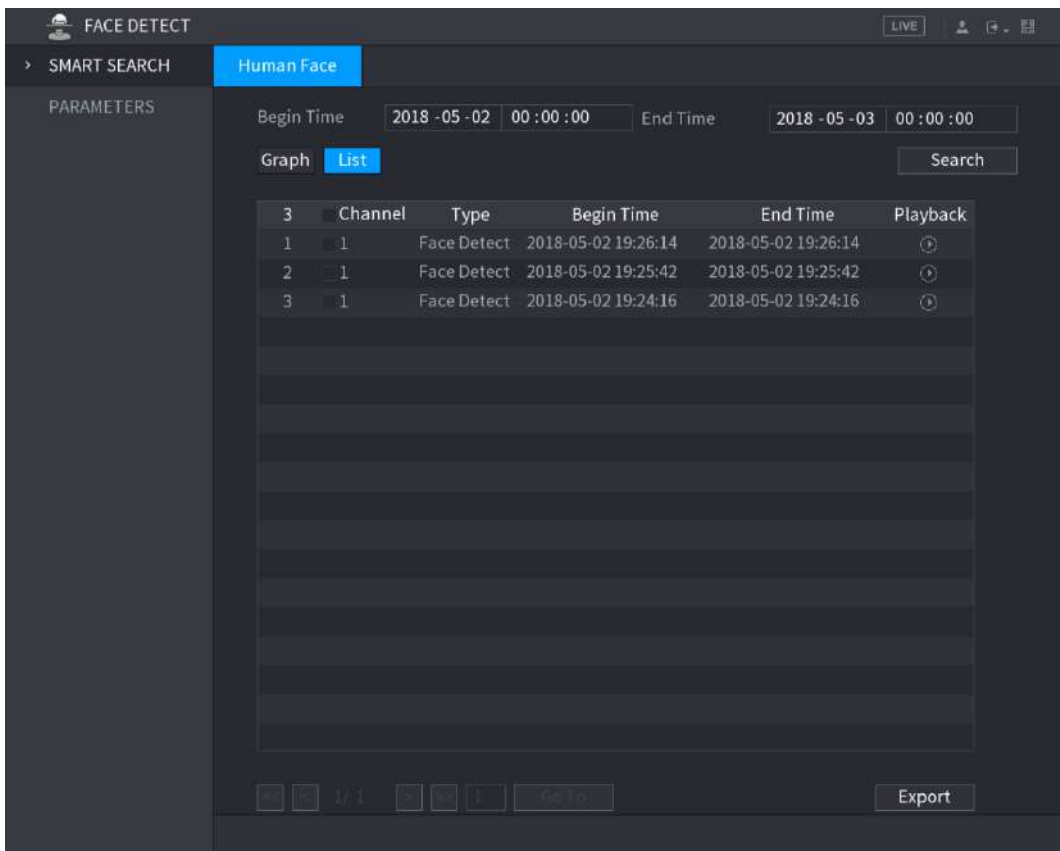 FACE DETECT LIVE
> SMART SEARCH Human Face
PARAMETERS
Begin Time 2018 -05 -02 00 : 00 : 00 End Time 2018 -05 -03 00 : 00 : 00
Graph List Search
3 Channel Type Begin Time End Time Playback
1 1 Face Detect 2018-05-02 19:26:14 2018-05-02 19:26:14
2 1 Face Detect 2018-05-02 19:25:42 2018-05-02 19:25:42
3 1 Face Detect 2018-05-02 19:24:16 2018-05-02 19:24:16
<< < 1/ 1 > >> 1 Go To Export